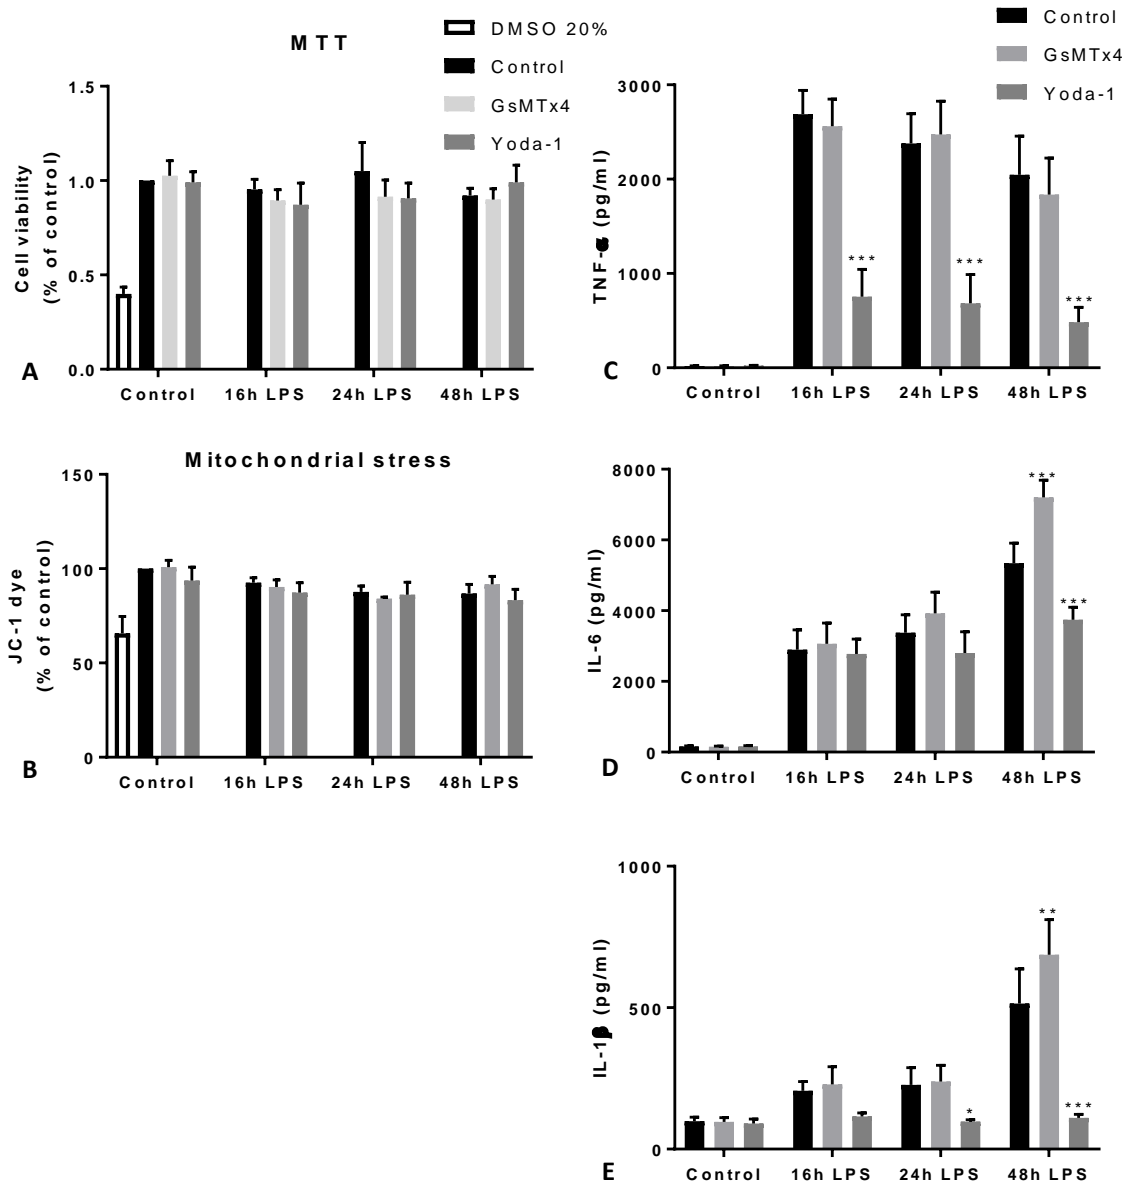 MTT
DMSO 20%
Control
GsMTx4
Yoda-1
Cell viability
(% of control)
1.5
1.0
0.5
0.0
A
Control
16h LPS
24h LPS
48h LPS
Control
GsMTx4
Yoda-1
TNF-α (pg/ml)
3000
2000
1000
0
***
***
***
C
Control
16h LPS
24h LPS
48h LPS
Mitochondrial stress
JC-1 dye
(% of control)
150
100
50
0
B
Control
16h LPS
24h LPS
48h LPS
IL-6 (pg/ml)
8000
6000
4000
2000
0
***
***
D
Control
16h LPS
24h LPS
48h LPS
IL-1β (pg/ml)
1000
500
0
*
**
***
E
Control
16h LPS
24h LPS
48h LPS